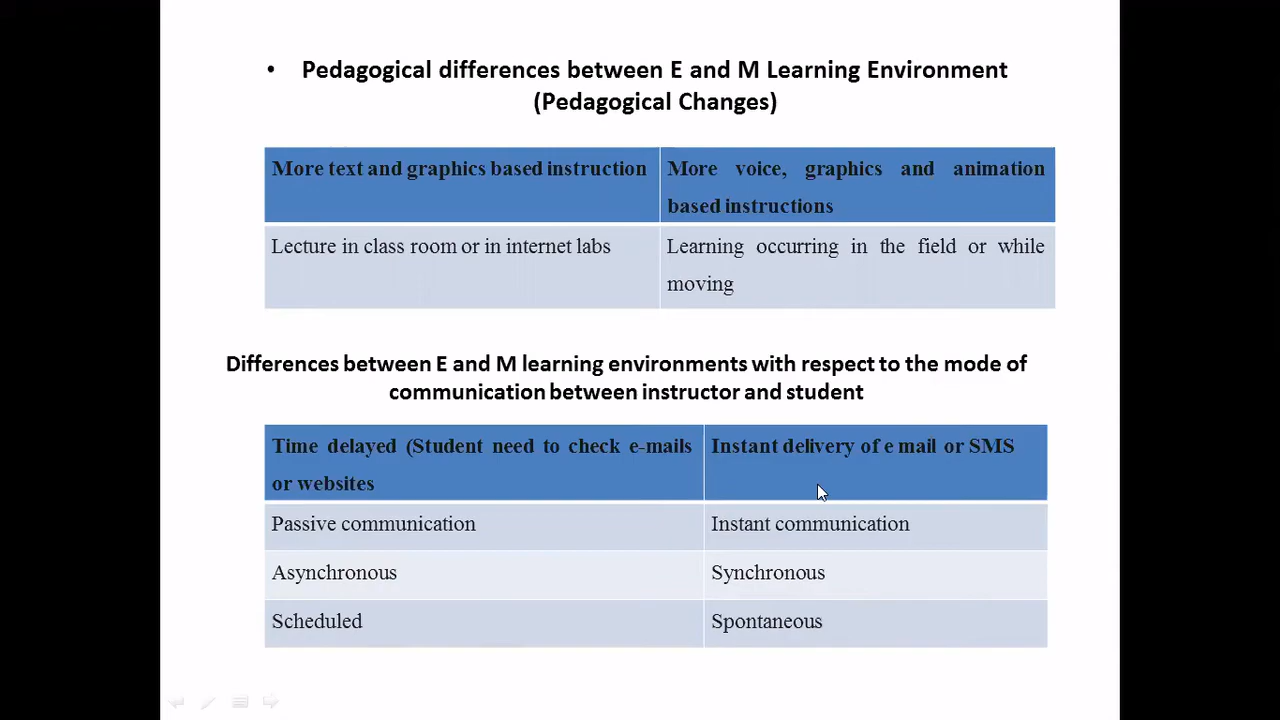 • Pedagogical differences between E and M Learning Environment
(Pedagogical Changes)
More text and graphics based instruction
More voice, graphics and animation
based instructions
Lecture in class room or in internet labs
Learning occurring in the field or while
moving
Differences between E and M learning environments with respect to the mode of
communication between instructor and student
Time delayed (Student need to check e-mails
or websites
Instant delivery of e mail or SMS
Passive communication
Instant communication
Asynchronous
Synchronous
Scheduled
Spontaneous